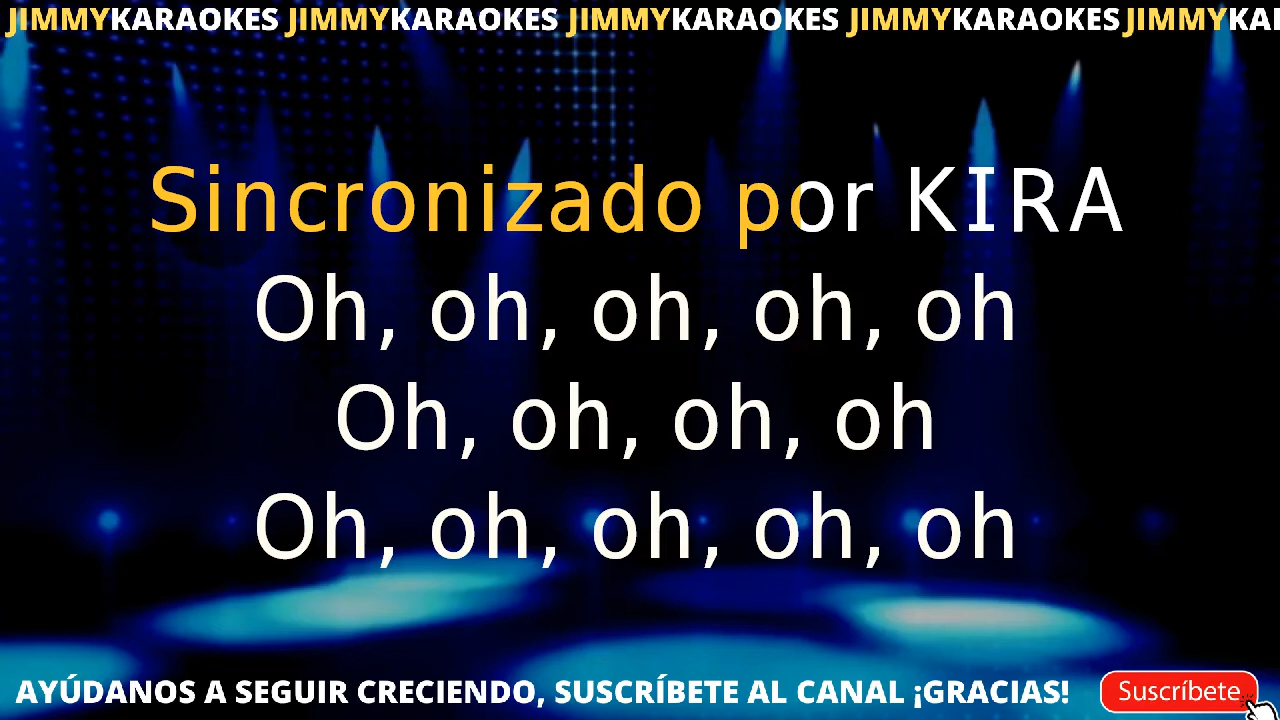 JIMMYKARAOKES JIMMYKARAOKES JIMMYKARAOKES JIMMYKARAOKES JIMMYKAI
Sincronizado por KIRA
Oh, oh, oh, oh, oh
Oh, oh, oh, oh
Oh, oh, oh, oh, oh
AYÚDANOS A SEGUIR CRECIENDO, SUSCRÍBETE AL CANAL ¡GRACIAS! Suscríbete